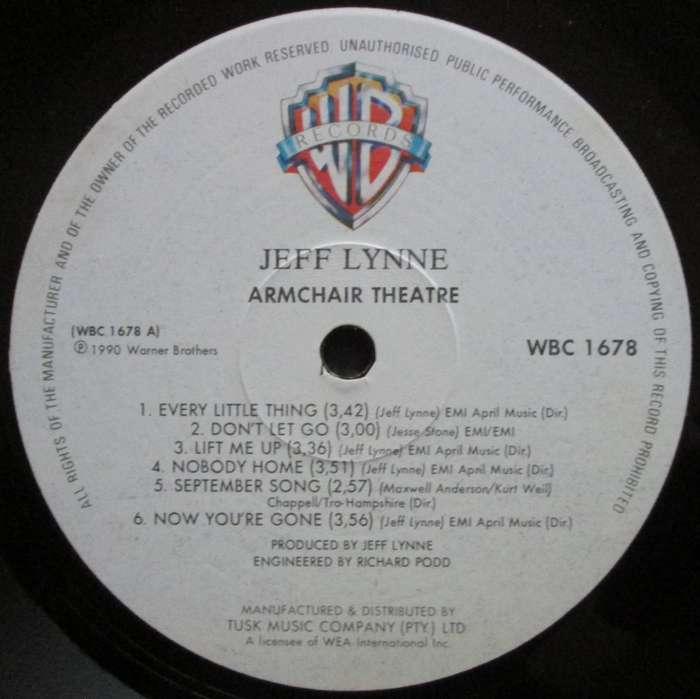 ALL RIGHTS OF THE MANUFACTURER AND OF THE OWNER OF THE RECORDED WORK RESERVED. UNAUTHORISED PUBLIC PERFORMANCE BROADCASTING AND COPYING OF THIS RECORD PROHIBITED
WB
RECORDS
JEFF LYNNE
ARMCHAIR THEATRE
(WBC 1678 A)
Ⓟ 1990 Warner Brothers
WBC 1678
1. EVERY LITTLE THING (3,42) (Jeff Lynne) EMI April Music (Dir.)
2. DON'T LET GO (3,00) (Jesse Stone) EMI/EMI
3. LIFT ME UP (3,36) (Jeff Lynne) EMI April Music (Dir.)
4. NOBODY HOME (3,51) (Jeff Lynne) EMI April Music (Dir.)
5. SEPTEMBER SONG (2,57) (Maxwell Anderson/Kurt Weil)
Chappell/Tro-Hampshire (Dir.)
6. NOW YOU'RE GONE (3,56) (Jeff Lynne) EMI April Music (Dir.)
PRODUCED BY JEFF LYNNE
ENGINEERED BY RICHARD PODD
MANUFACTURED & DISTRIBUTED BY
TUSK MUSIC COMPANY (PTY.) LTD
A licensee of WEA International Inc.